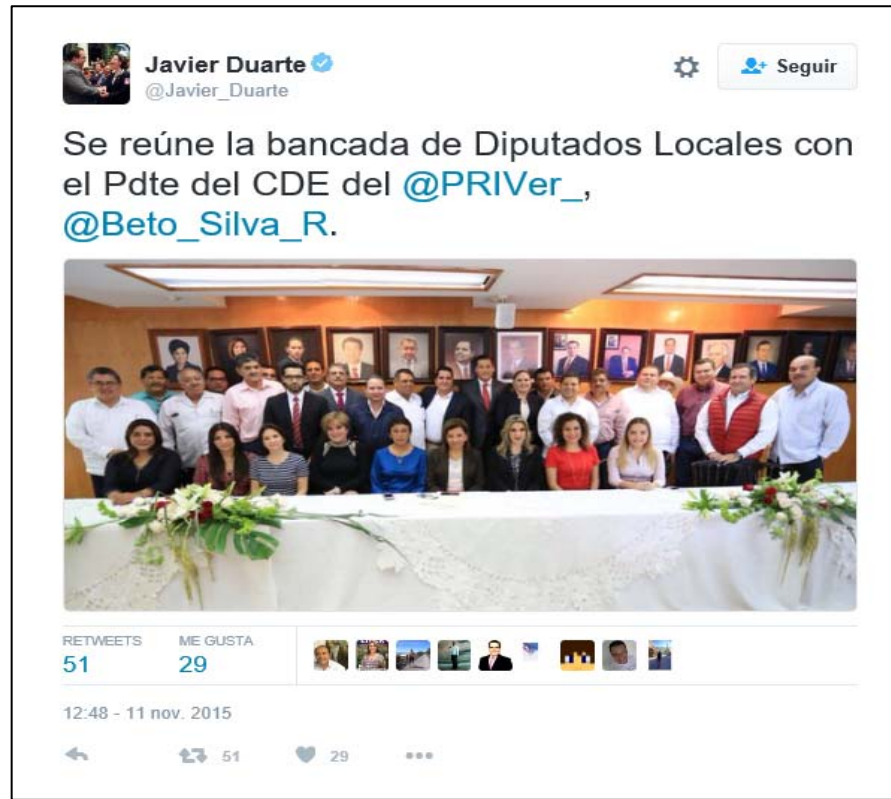 Javier Duarte
Seguir
@Javier_Duarte
Se reúne la bancada de Diputados Locales con
el Pdte del CDE del @PRIVer_,
@Beto_Silva_R.
RETWEETS ME GUSTA
51 29
12:48 - 11 nov. 2015
51 29